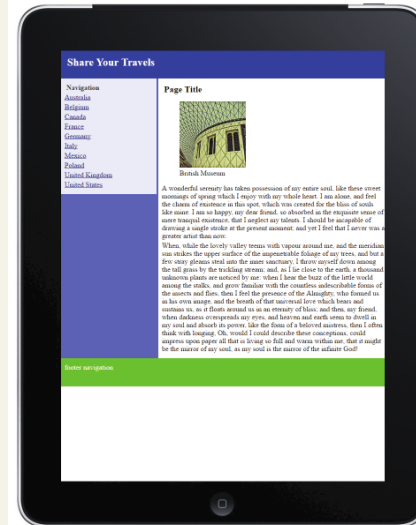 Share Your Travels
Navigation
Australia
Belgium
Canada
France
Germany
Italy
Mexico
Poland
United Kingdom
United States
Page Title
British Museum
A wonderful serenity has taken possession of my entire soul, like these sweet
mornings of spring which I enjoy with my whole heart. I am alone, and feel
the charm of existence in this spot, which was created for the bliss of souls
like mine. I am so happy, my dear friend, so absorbed in the exquisite sense of
mere tranquil existence, that I neglect my talents. I should be incapable of
drawing a single stroke at the present moment; and yet I feel that I never was a
greater artist than now.
When, while the lovely valley teems with vapour around me, and the meridian
sun strikes the upper surface of the impenetrable foliage of my trees, and but a
few stray gleams steal into the inner sanctuary, I throw myself down among
the tall grass by the trickling stream; and, as I lie close to the earth, a thousand
unknown plants are noticed by me: when I hear the buzz of the little world
among the stalks, and grow familiar with the countless indescribable forms of
the insects and flies, then I feel the presence of the Almighty, who formed us
in his own image, and the breath of that universal love which bears and
sustains us, as it floats around us in an eternity of bliss; and then, my friend,
when darkness overspreads my eyes, and heaven and earth seem to dwell in
my soul and absorb its power, like the form of a beloved mistress, then I often
think with longing, Oh, would I could describe these conceptions, could
impress upon paper all that is living so full and warm within me, that it might
be the mirror of my soul, as my soul is the mirror of the infinite God!
footer navigation